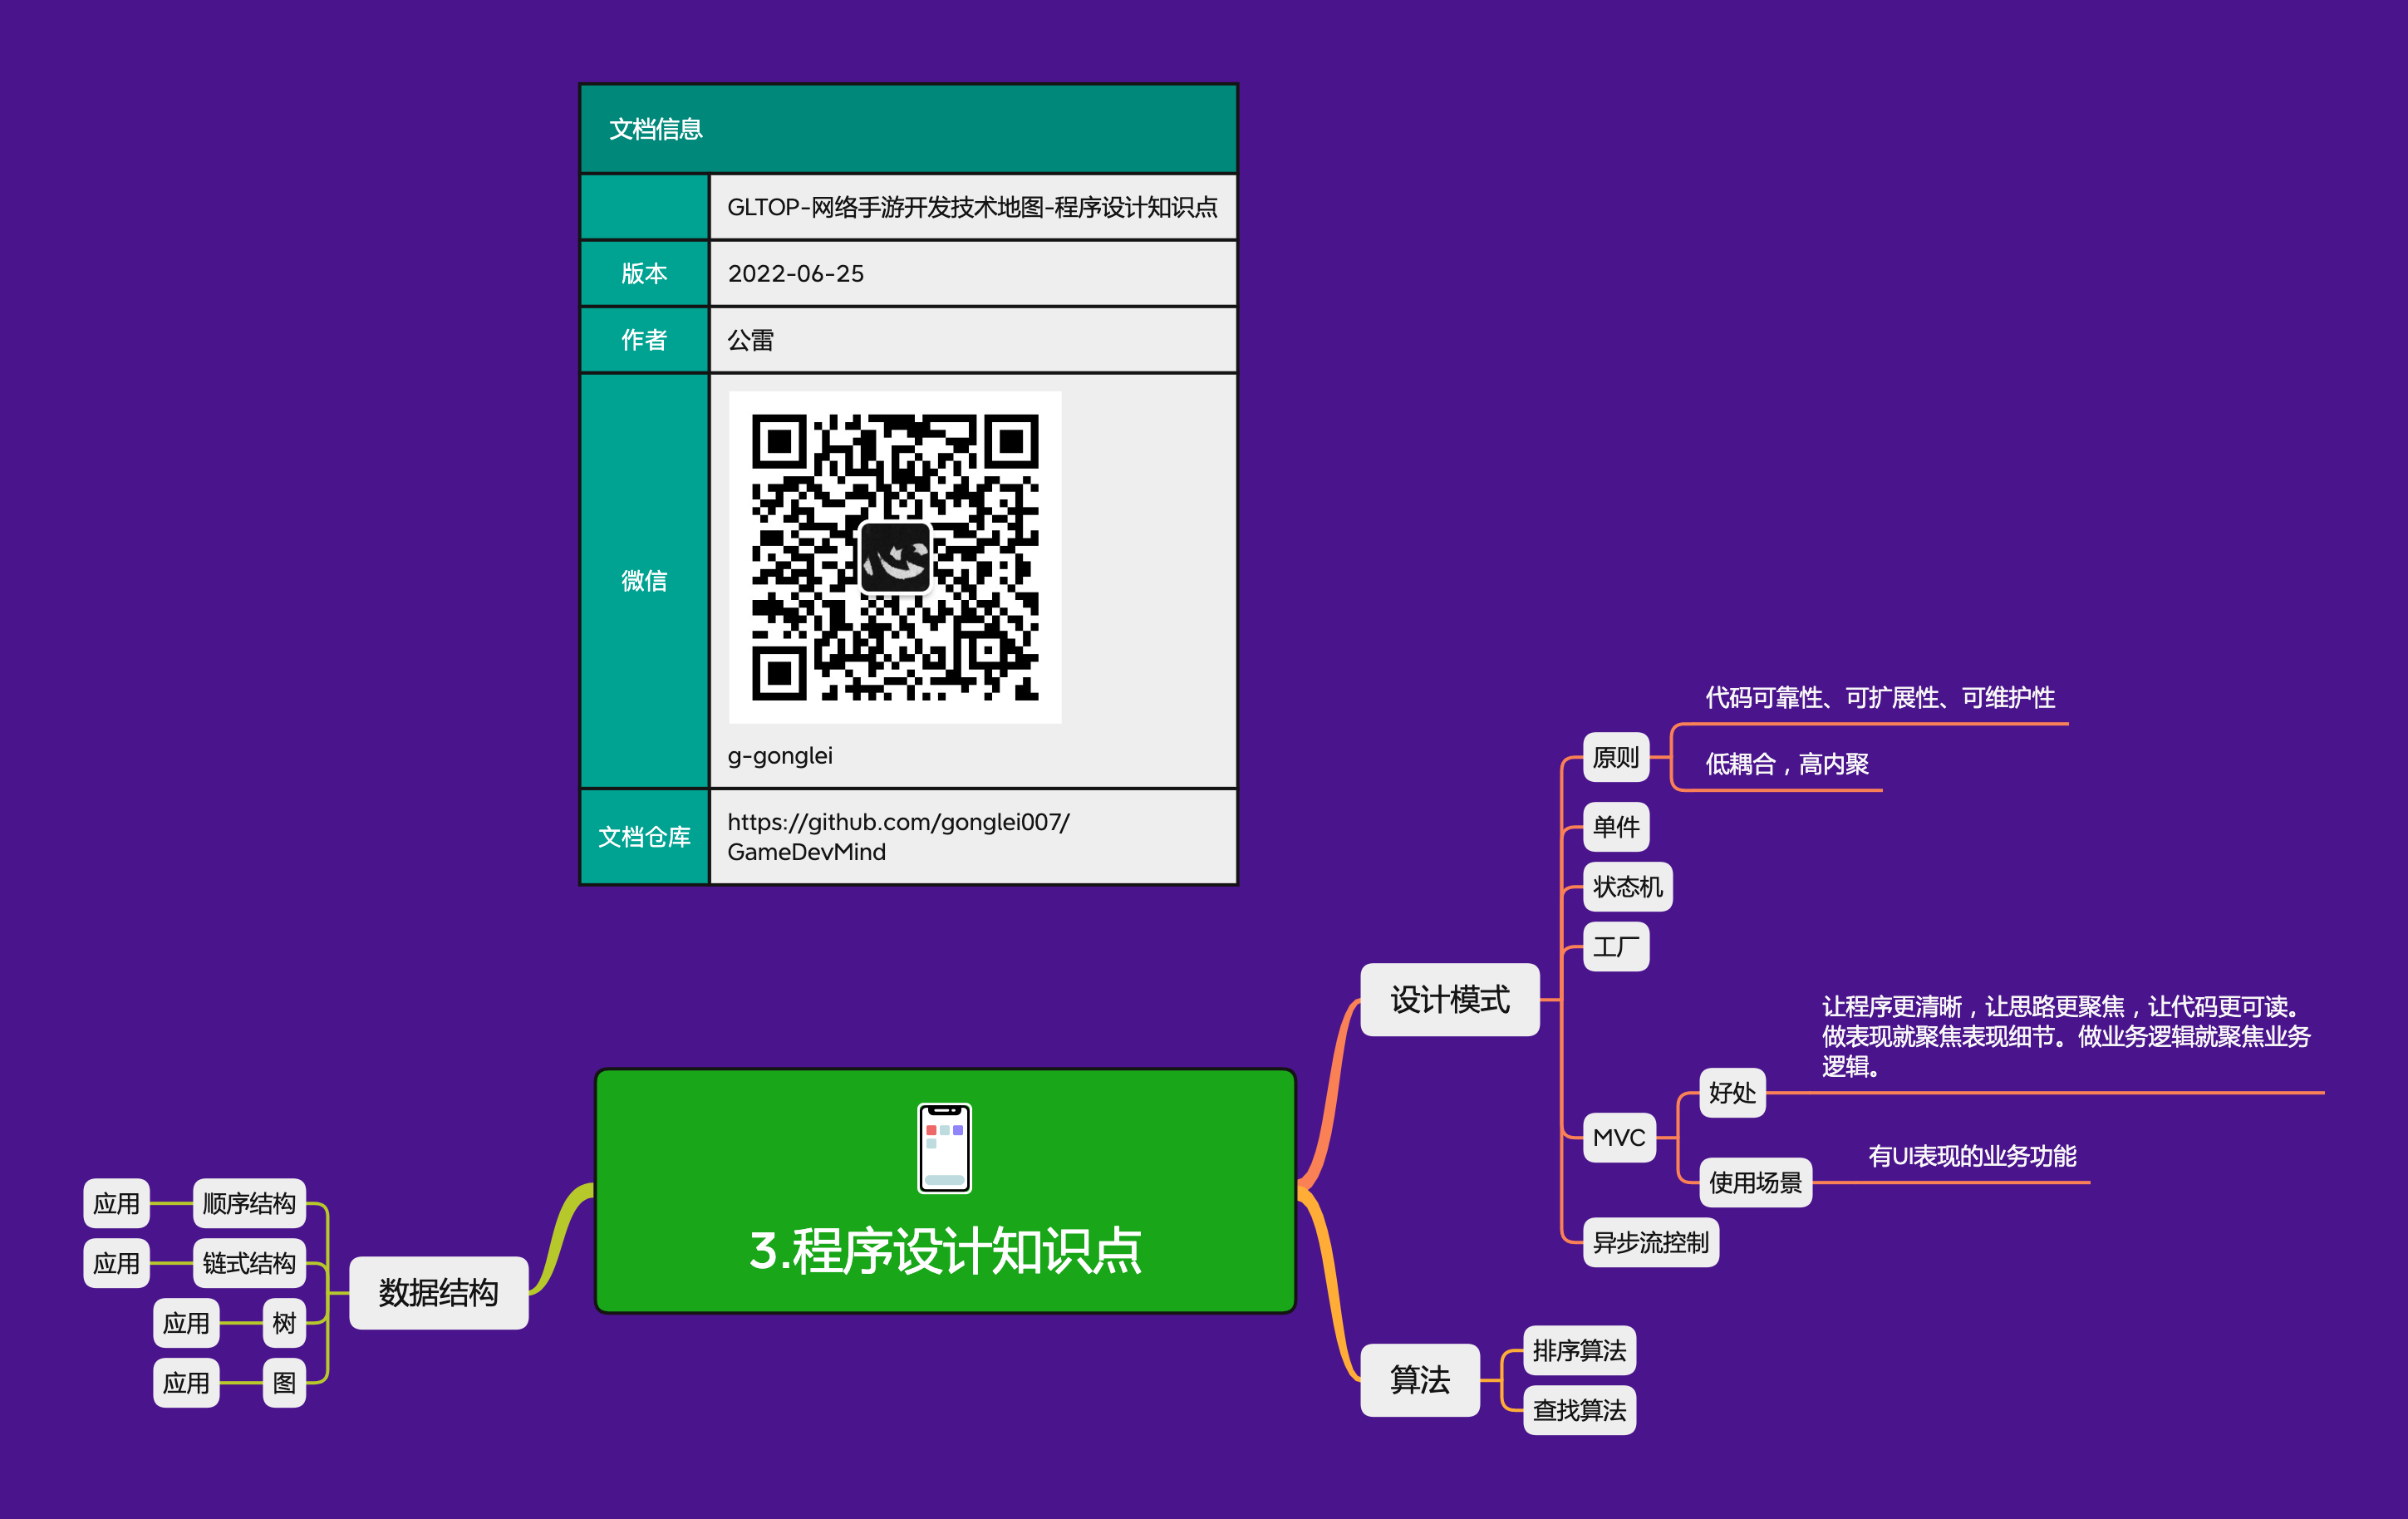 文档信息
GLTOP-网络手游开发技术地图-程序设计知识点
版本
2022-06-25
作者
公雷
微信
g-gonglei
文档仓库
https://github.com/gonglei007/
GameDevMind
3.程序设计知识点
设计模式
原则
代码可靠性、可扩展性、可维护性
低耦合，高内聚
单件
状态机
工厂
MVC
好处
让程序更清晰，让思路更聚焦，让代码更可读。
做表现就聚焦表现细节。做业务逻辑就聚焦业务
逻辑。
使用场景
有UI表现的业务功能
异步流控制
算法
排序算法
查找算法
数据结构
顺序结构
应用
链式结构
应用
树
应用
图
应用